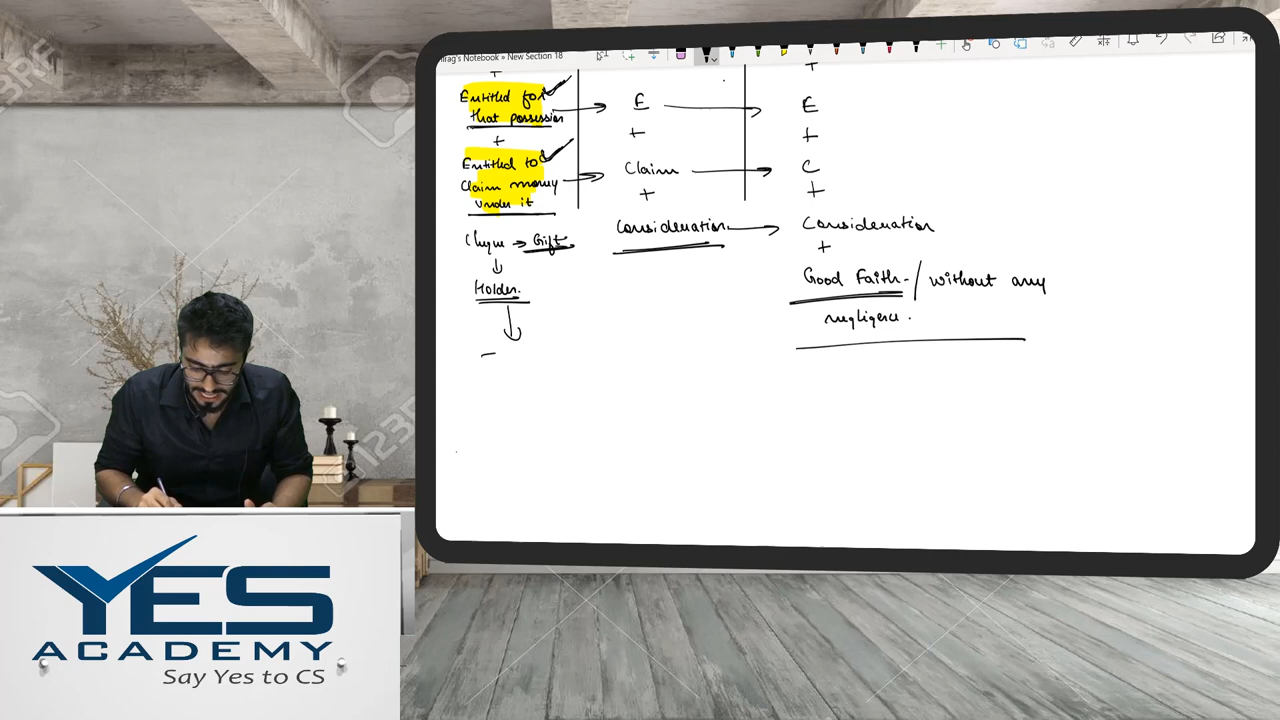 Notebook » New Section 18
+
+
Entitled for
that possession
E
E
+
+
+
Entitled to
Claim money
under it
Claim
C
+
+
Consideration
Consideration
+
Cheque → Gift
Holder.
Good Faith / without any
negligence.
YES
ACADEMY
Say Yes to CS
123RF